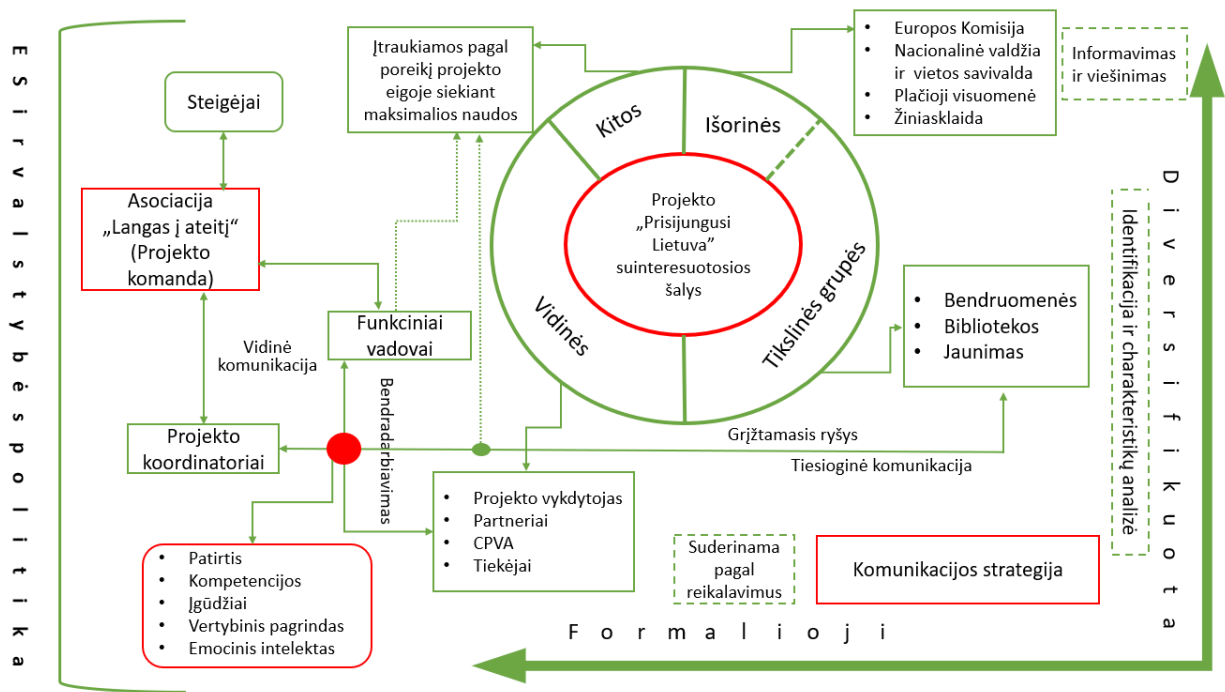 ES ir valstybės politika
Steigėjai
Asociacija
„Langas į ateitį“
(Projekto
komanda)
Vidinė
komunikacija
Projekto
koordinatoriai
Funkciniai
vadovai
Bendradarbiavimas
• Patirtis
• Kompetencijos
• Įgūdžiai
• Vertybinis pagrindas
• Emocinis intelektas
Įtraukiamos pagal
poreikį projekto
eigoje siekiant
maksimalios naudos
Kitos
Išorinės
Vidinės
Tikslinės grupės
Projekto
„Prisijungusi
Lietuva”
suinteresuotosios
šalys
• Europos Komisija
• Nacionalinė valdžia
ir vietos savivalda
• Plačioji visuomenė
• Žiniasklaida
Informavimas
ir viešinimas
• Bendruomenės
• Bibliotekos
• Jaunimas
Grįžtamasis ryšys
Tiesioginė komunikacija
• Projekto vykdytojas
• Partneriai
• CPVA
• Tiekėjai
Suderinama
pagal
reikalavimus
Komunikacijos strategija
Identifikacija ir charakteristikų analizė
Diversifikuota
Formalioji